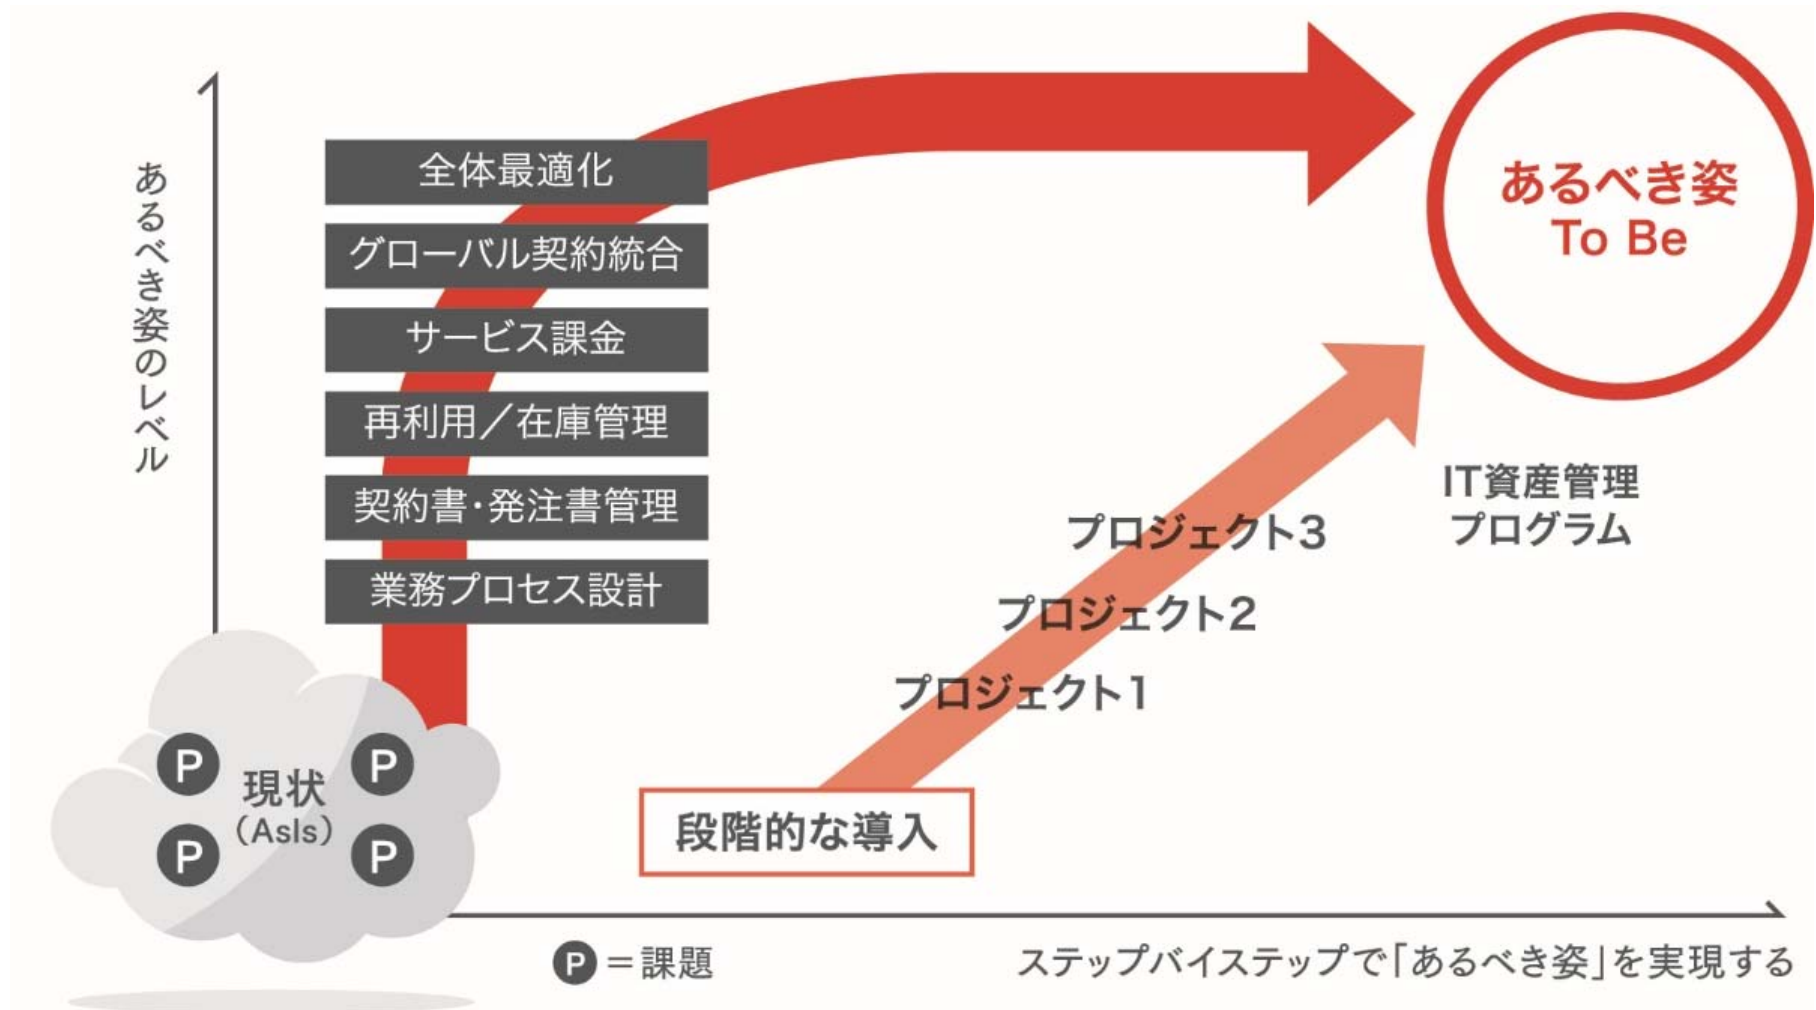 あるべき姿のレベル
全体最適化
グローバル契約統合
サービス課金
再利用／在庫管理
契約書・発注書管理
業務プロセス設計
あるべき姿
To Be
IT資産管理
プログラム
プロジェクト3
プロジェクト2
プロジェクト1
段階的な導入
P
P
現状
(AsIs)
P
P
P＝課題
ステップバイステップで「あるべき姿」を実現する